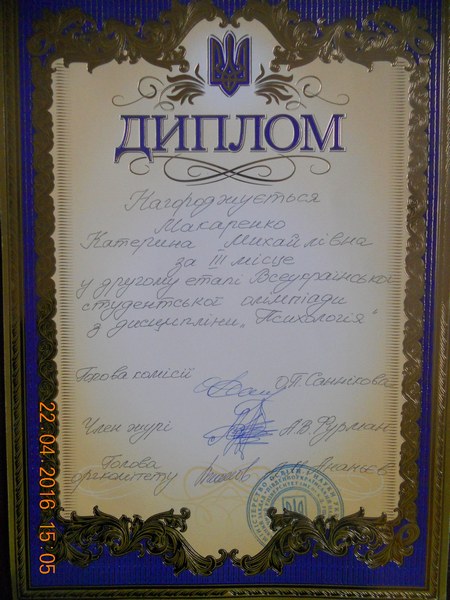 ДИПЛОМ
Нагороджується
Макаренко
Катерина Михайлівна
за III місце
у другому етапі Всеукраїнської
студентської олімпіади
з дисципліни „Психологія“
Голова комісії О.П. Саннікова
Член журі А.В. Фурман
Голова
оргкомітету
22.04.2016 15:05